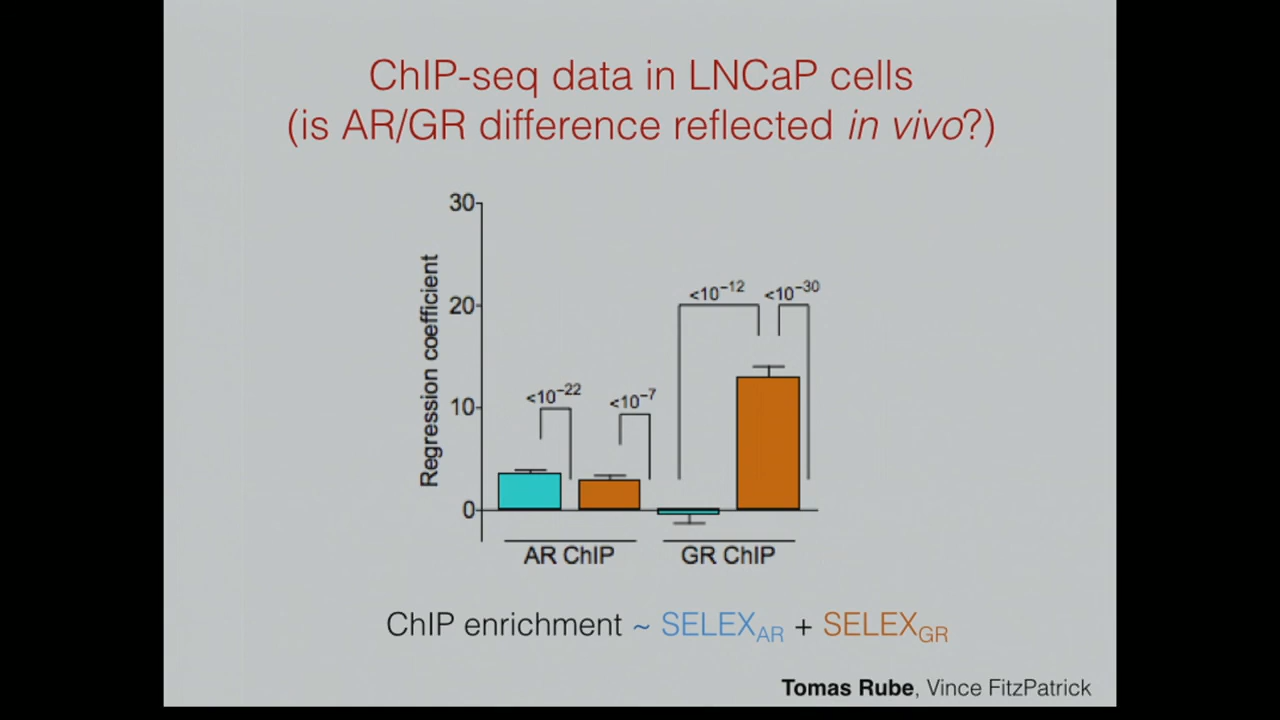 ChIP-seq data in LNCaP cells
(is AR/GR difference reflected in vivo?)
30
20
10
0
Regression coefficient
<10⁻²²
<10⁻⁷
<10⁻¹²
<10⁻³⁰
AR ChIP
GR ChIP
ChIP enrichment ~ SELEX_AR + SELEX_GR
Tomas Rube, Vince FitzPatrick